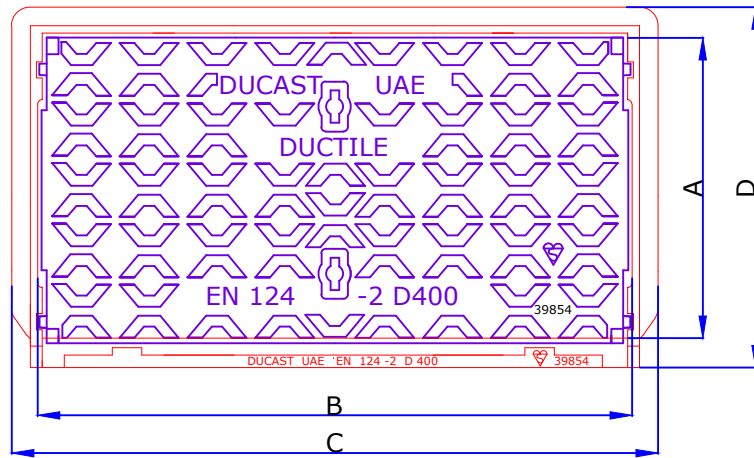 DUCAST UAE
DUCTILE
EN 124 -2 D400
39854
DUCAST UAE EN 124 -2 D 400 39854
A
D
B
C